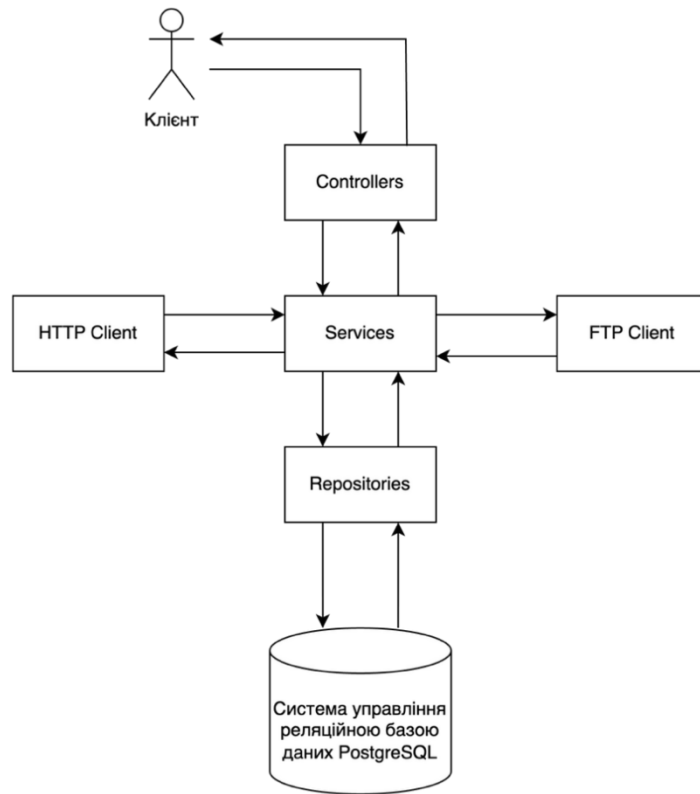 Клієнт
Controllers
HTTP Client
Services
FTP Client
Repositories
Система управління
реляційною базою
даних PostgreSQL